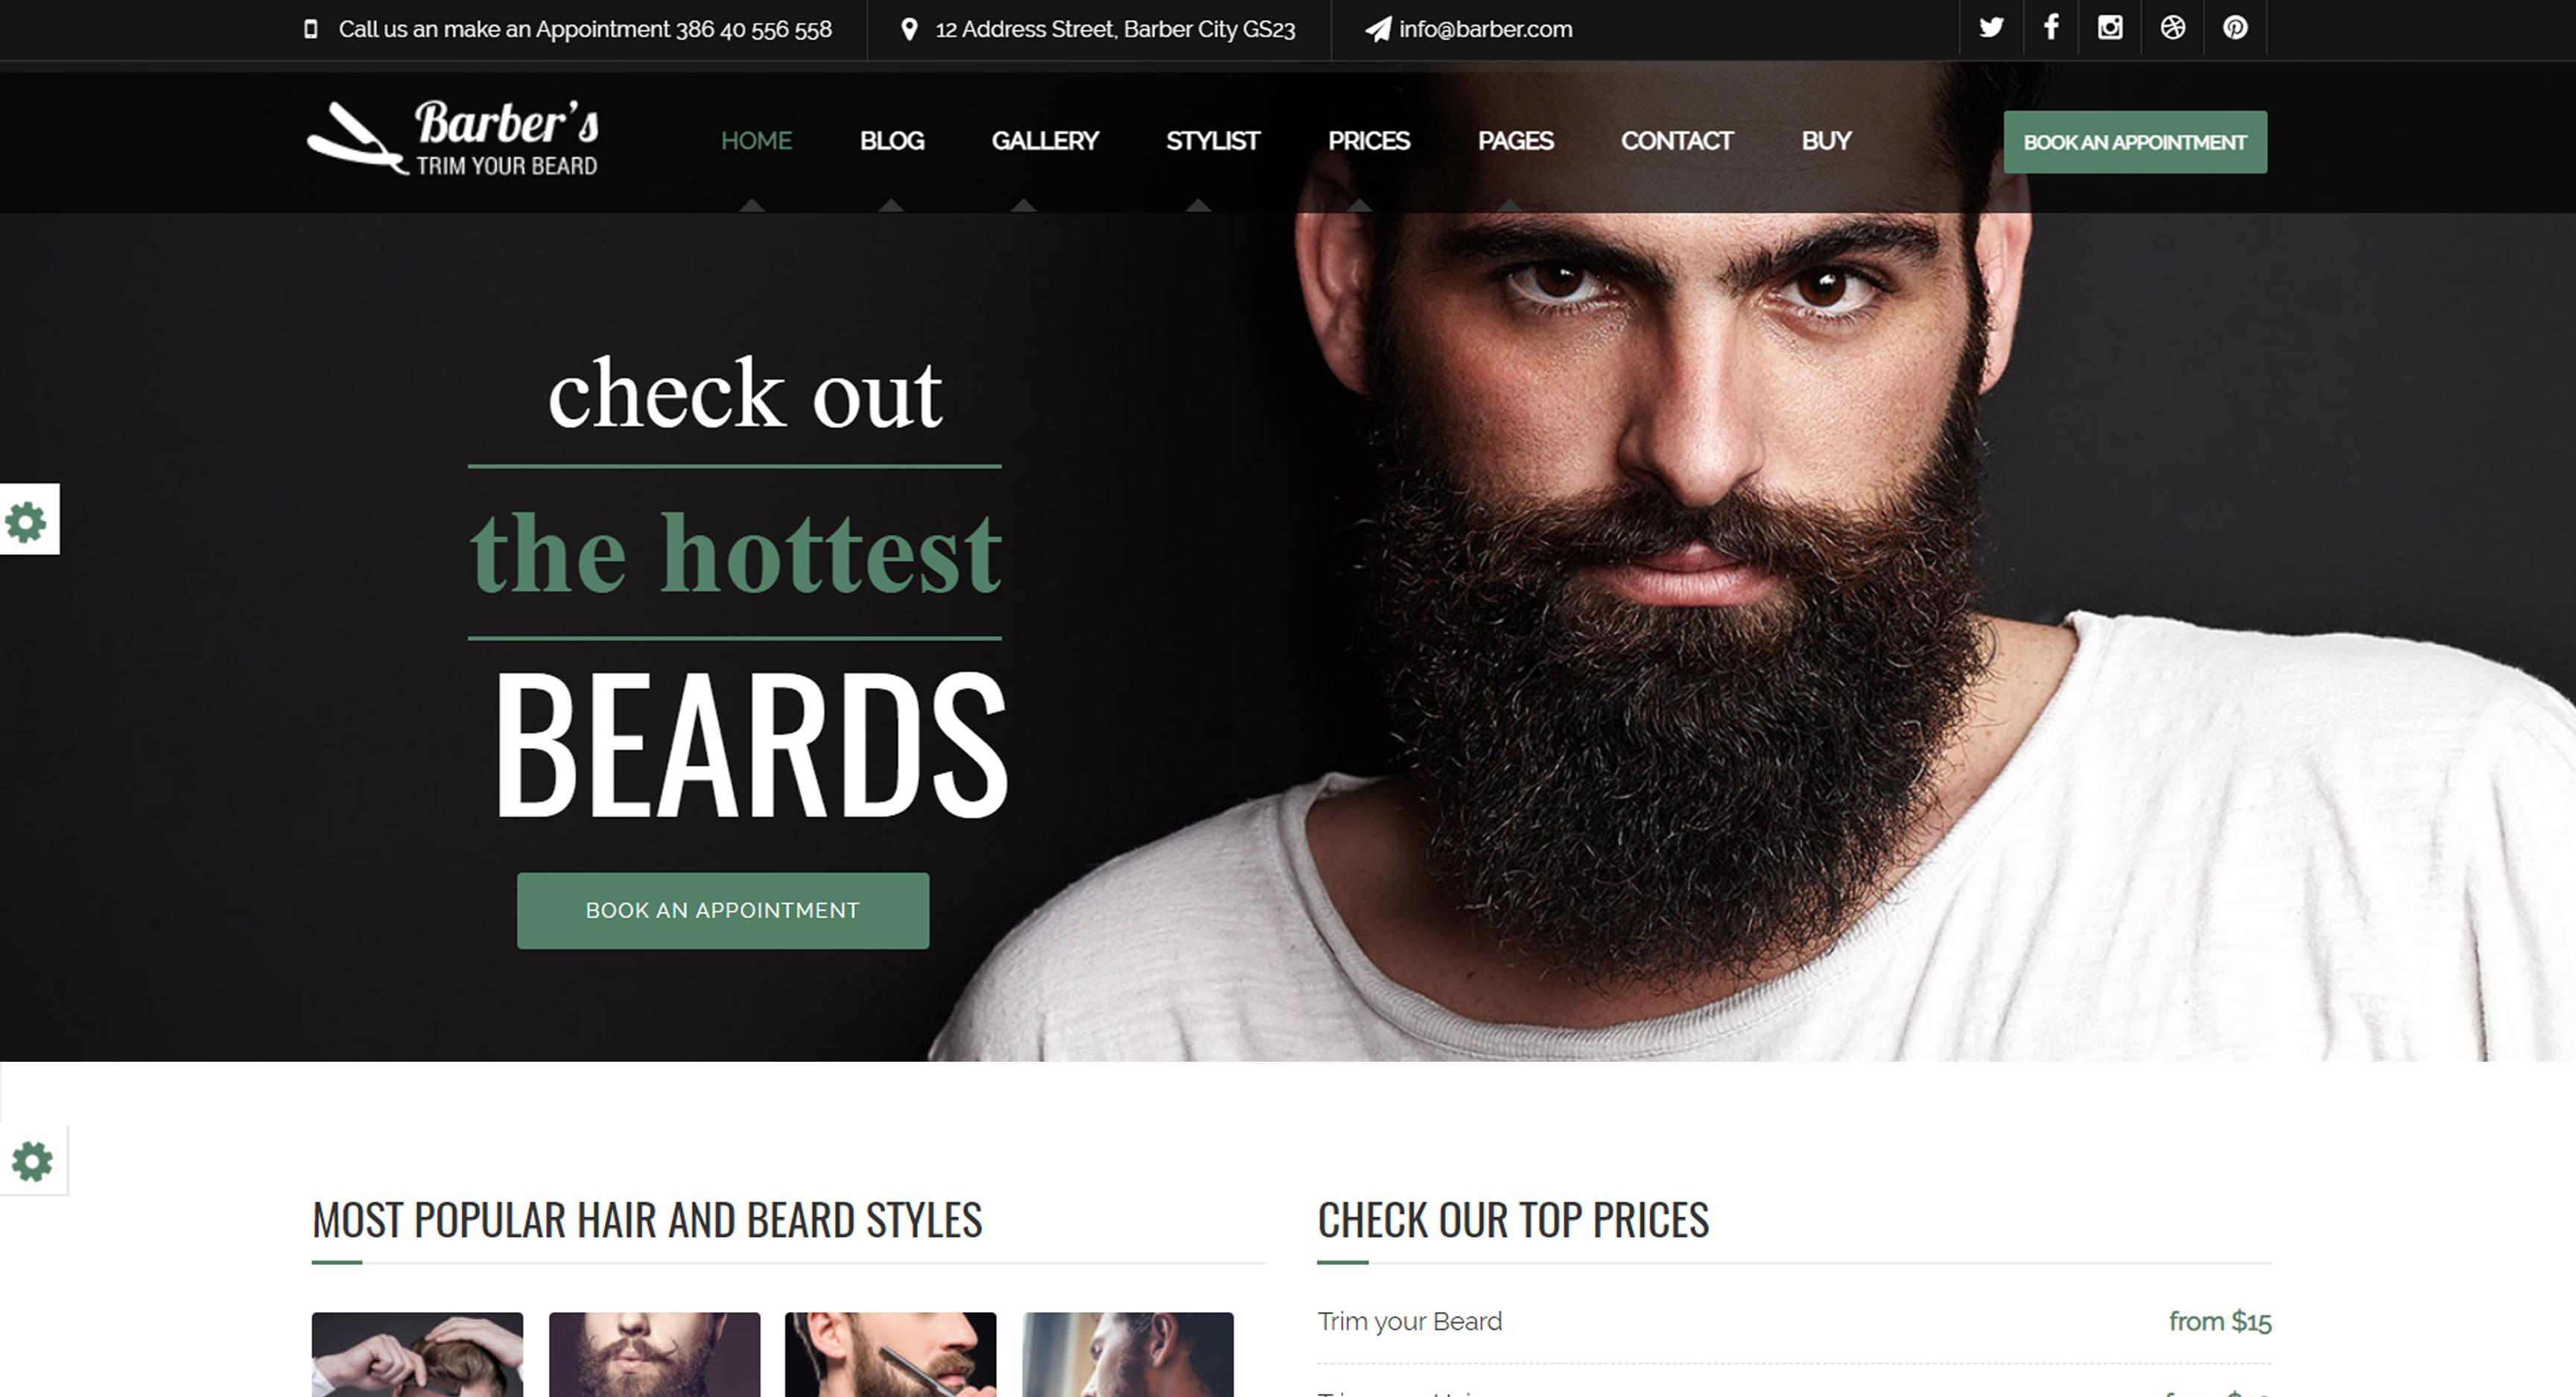 Call us an make an Appointment 386 40 556 558
12 Address Street, Barber City GS23
info@barber.com
Barber's
TRIM YOUR BEARD
HOME
BLOG
GALLERY
STYLIST
PRICES
PAGES
CONTACT
BUY
BOOK AN APPOINTMENT
check out
the hottest
BEARDS
BOOK AN APPOINTMENT
MOST POPULAR HAIR AND BEARD STYLES
CHECK OUR TOP PRICES
Trim your Beard
from $15